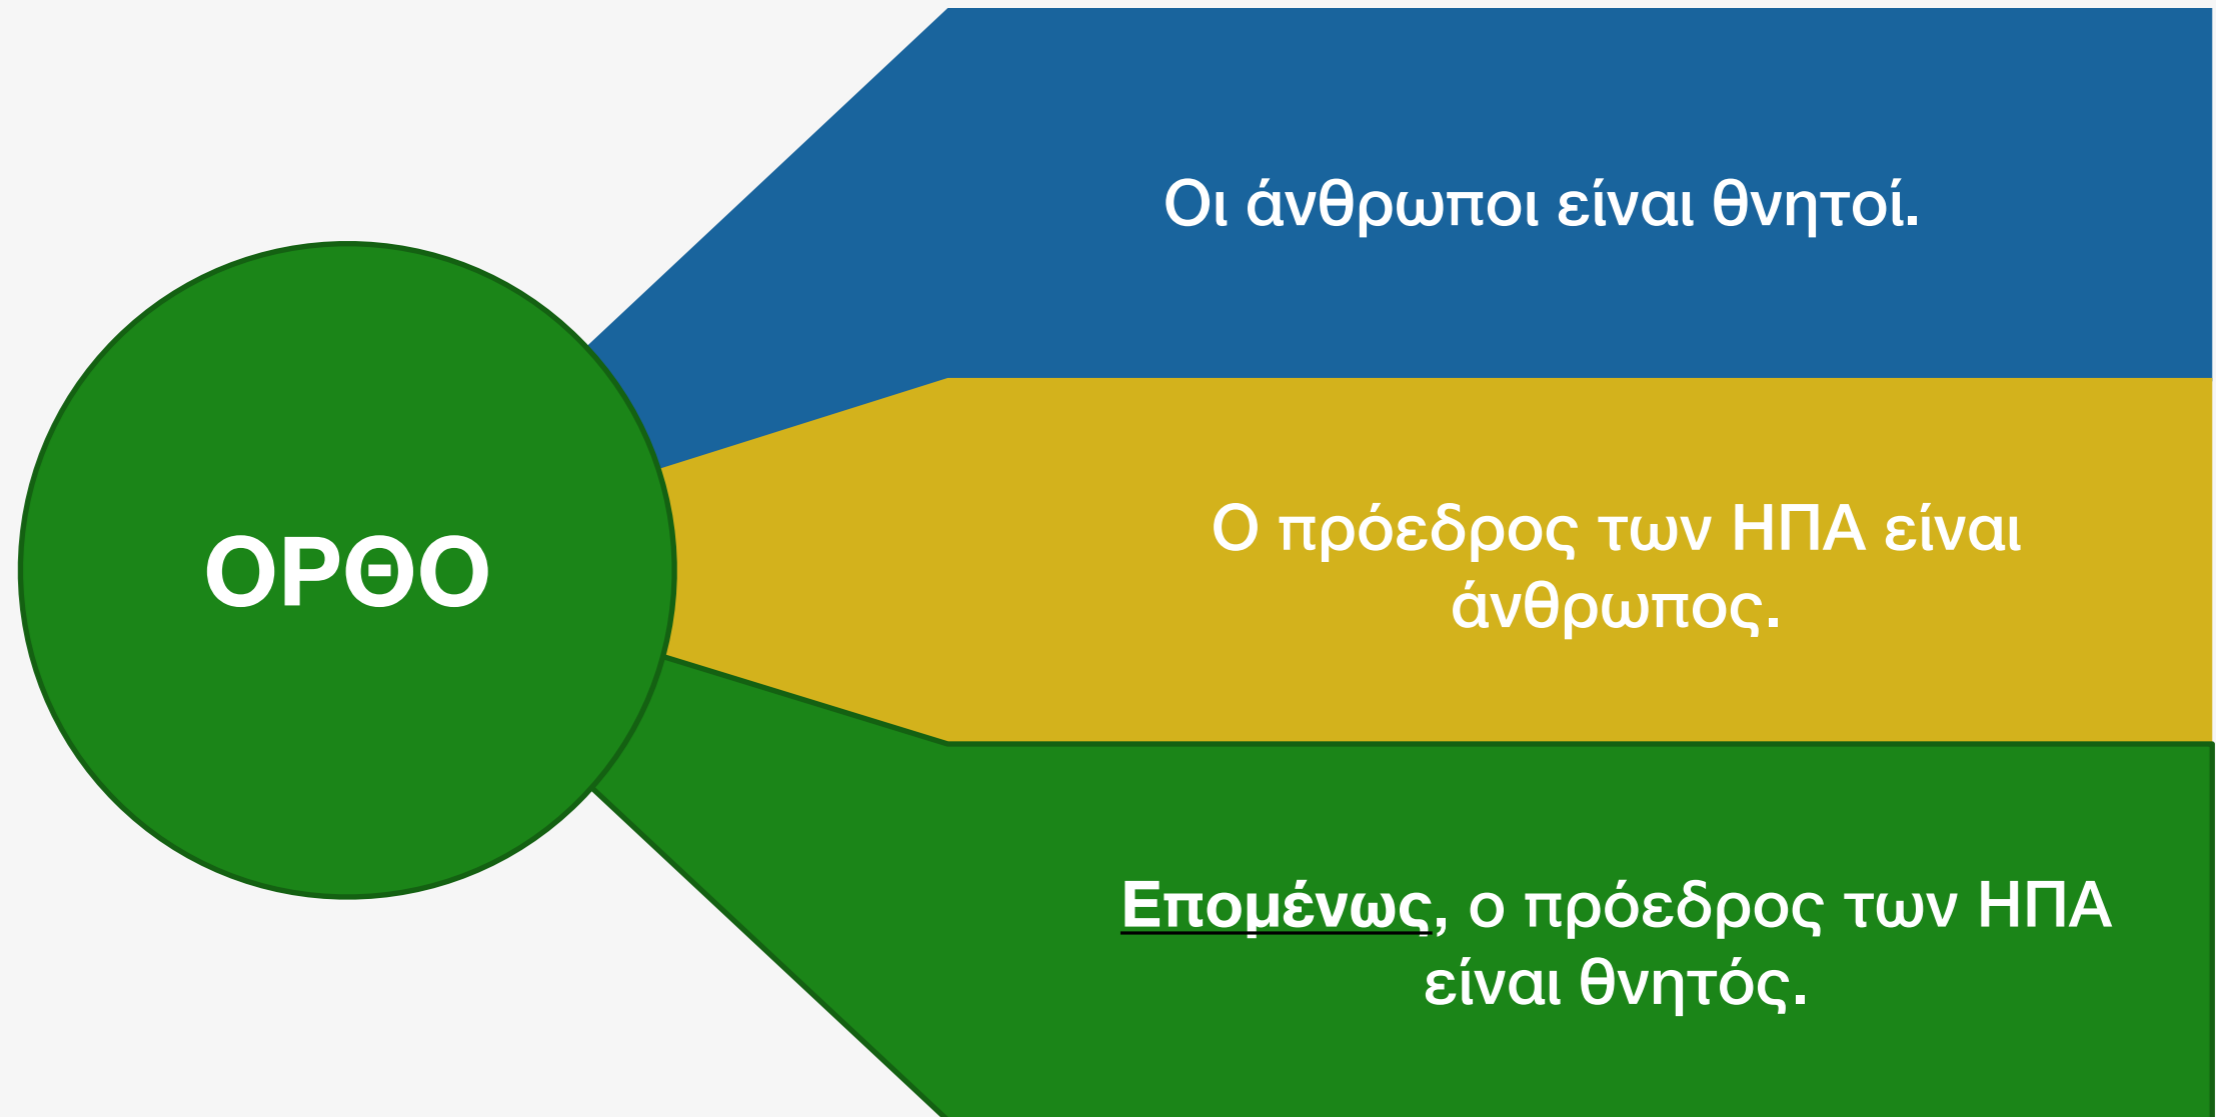 ΟΡΘΟ
Οι άνθρωποι είναι θνητοί.
Ο πρόεδρος των ΗΠΑ είναι
άνθρωπος.
Επομένως, ο πρόεδρος των ΗΠΑ
είναι θνητός.